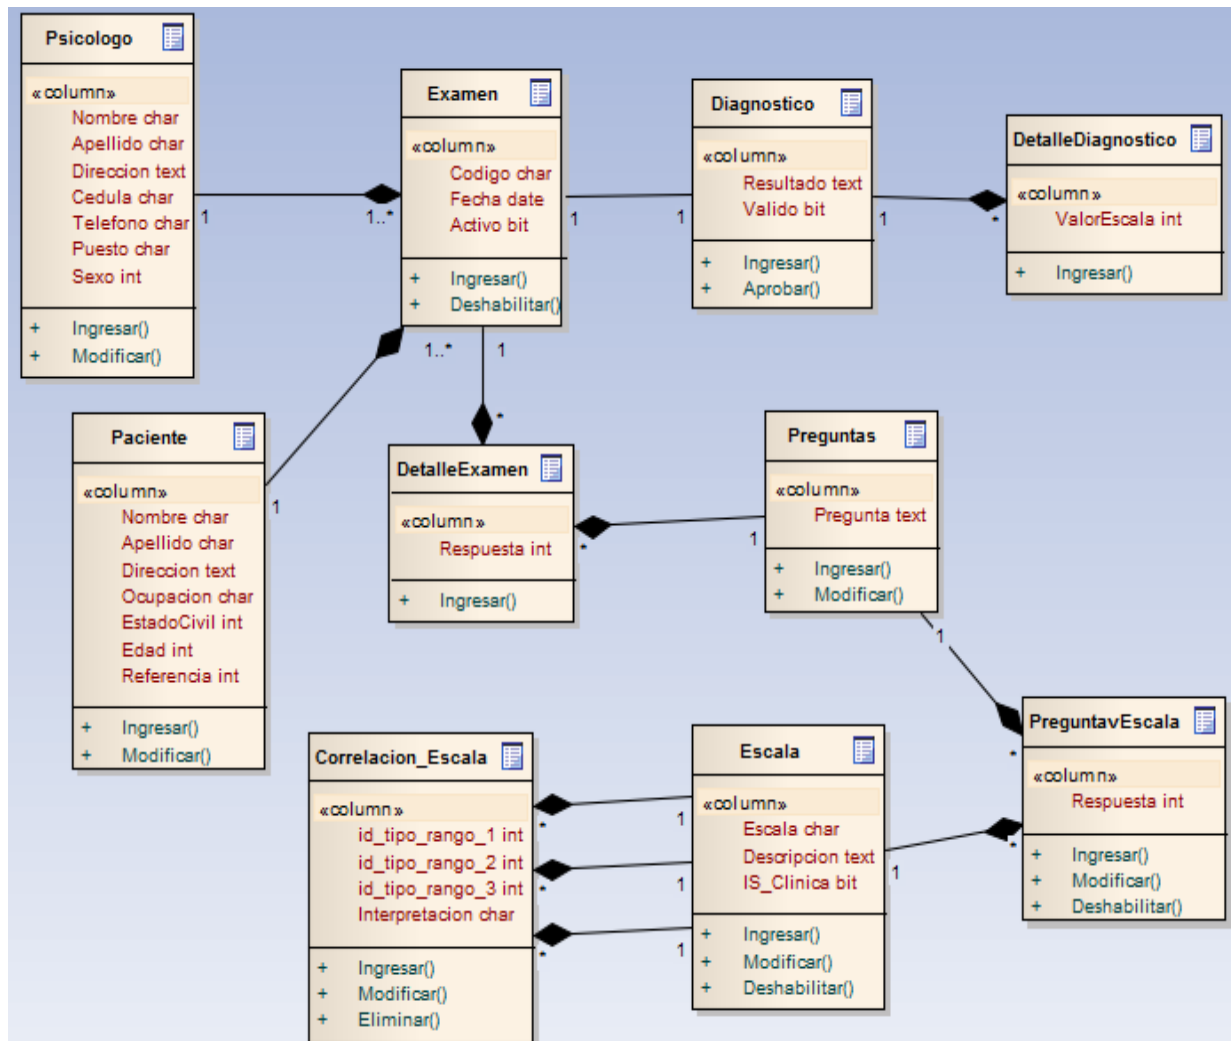 Psicologo
«column»
Nombre char
Apellido char
Direccion text
Cedula char
Telefono char
Puesto char
Sexo int
+ Ingresar()
+ Modificar()
1
1..*
Examen
«column»
Codigo char
Fecha date
Activo bit
+ Ingresar()
+ Deshabilitar()
1
1
Diagnostico
«column»
Resultado text
Valido bit
+ Ingresar()
+ Aprobar()
1
*
DetalleDiagnostico
«column»
ValorEscala int
+ Ingresar()
1..*
1
1
*
Paciente
«column»
Nombre char
Apellido char
Direccion text
Ocupacion char
EstadoCivil int
Edad int
Referencia int
+ Ingresar()
+ Modificar()
DetalleExamen
«column»
Respuesta int
+ Ingresar()
*
1
Preguntas
«column»
Pregunta text
+ Ingresar()
+ Modificar()
1
*
Correlacion_Escala
«column»
id_tipo_rango_1 int
id_tipo_rango_2 int
id_tipo_rango_3 int
Interpretacion char
+ Ingresar()
+ Modificar()
+ Eliminar()
*
1
*
1
*
1
Escala
«column»
Escala char
Descripcion text
IS_Clinica bit
+ Ingresar()
+ Modificar()
+ Deshabilitar()
1
*
PreguntavEscala
«column»
Respuesta int
+ Ingresar()
+ Modificar()
+ Deshabilitar()